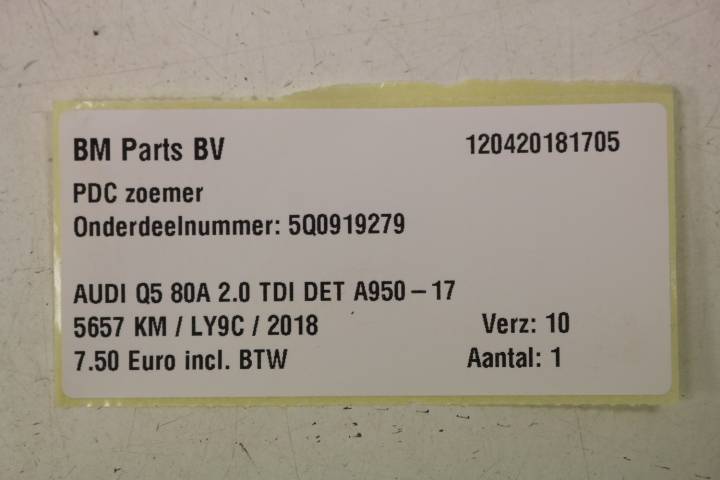 BM Parts BV 120420181705
PDC zoemer
Onderdeelnummer: 5Q0919279
AUDI Q5 80A 2.0 TDI DET A950-17
5657 KM / LY9C / 2018 Verz: 10
7.50 Euro incl. BTW Aantal: 1